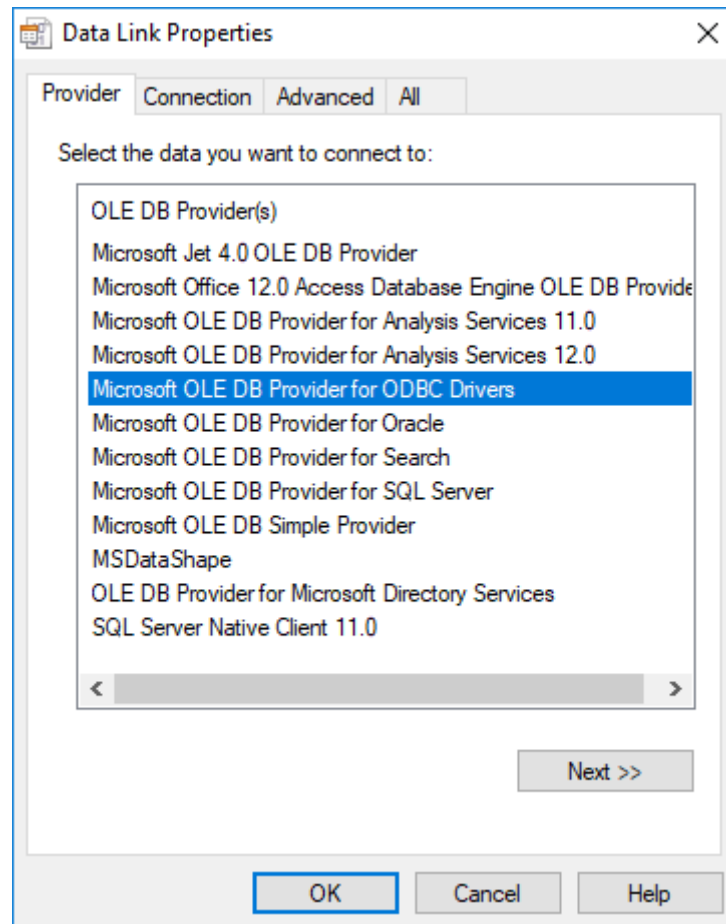 Data Link Properties
Provider Connection Advanced All
Select the data you want to connect to:
OLE DB Provider(s)
Microsoft Jet 4.0 OLE DB Provider
Microsoft Office 12.0 Access Database Engine OLE DB Provide
Microsoft OLE DB Provider for Analysis Services 11.0
Microsoft OLE DB Provider for Analysis Services 12.0
Microsoft OLE DB Provider for ODBC Drivers
Microsoft OLE DB Provider for Oracle
Microsoft OLE DB Provider for Search
Microsoft OLE DB Provider for SQL Server
Microsoft OLE DB Simple Provider
MSDataShape
OLE DB Provider for Microsoft Directory Services
SQL Server Native Client 11.0
Next >>
OK Cancel Help